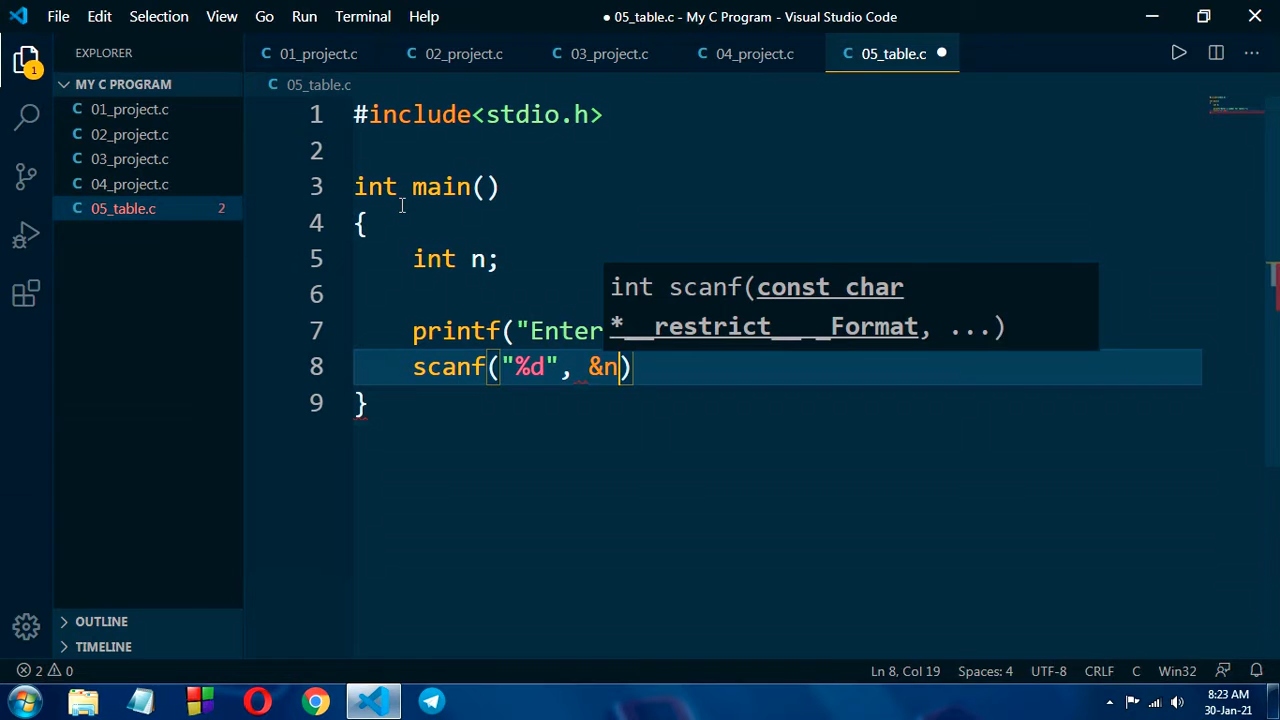 File Edit Selection View Go Run Terminal Help ● 05_table.c - My C Program - Visual Studio Code
EXPLORER
C 01_project.c C 02_project.c C 03_project.c C 04_project.c C 05_table.c ●
1
MY C PROGRAM
C 05_table.c
C 01_project.c
C 02_project.c
C 03_project.c
C 04_project.c
C 05_table.c 2
1 #include<stdio.h>
2
3 int main()
4 {
5 int n;
6
7 printf("Enter
8 scanf("%d", &n)
9 }
int scanf(const char
*__restrict__ _Format, ...)
OUTLINE
TIMELINE
2 0 Ln 8, Col 19 Spaces: 4 UTF-8 CRLF C Win32
8:23 AM
30-Jan-21